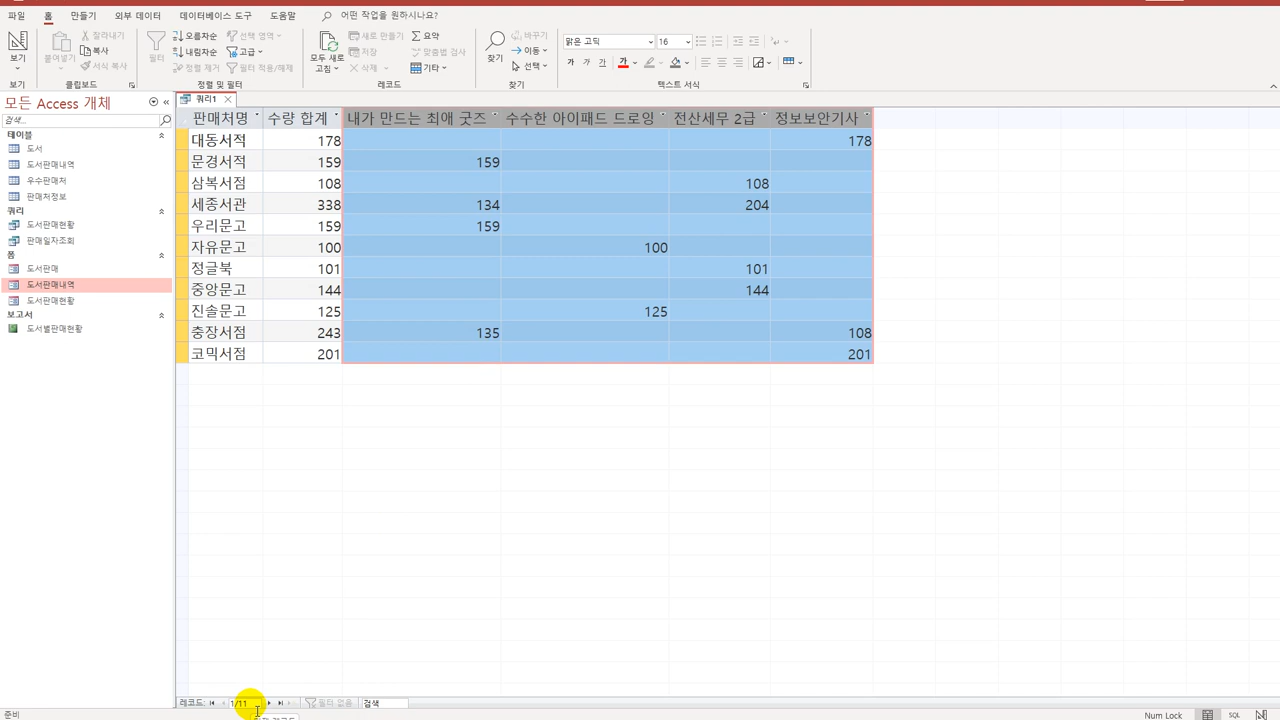 파일 홈 만들기 외부 데이터 데이터베이스 도구 도움말 어떤 작업을 원하시나요?
보기
보기
붙여넣기
잘라내기
복사
서식 복사
클립보드
필터
오름차순
내림차순
정렬 제거
선택 영역
고급
필터 적용/해제
정렬 및 필터
모두 새로
고침
새로 만들기
저장
삭제
요약
맞춤법 검사
기타
레코드
찾기
바꾸기
이동
선택
찾기
맑은 고딕 16
가 가 가 가
텍스트 서식
모든 Access 개체
검색...
테이블
도서
도서판매내역
우수판매처
판매처정보
쿼리
도서판매현황
판매일자조회
폼
도서판매
도서판매내역
도서판매현황
보고서
도서별판매현황
쿼리1
판매처명 수량 합계 내가 만드는 최애 굿즈 수수한 아이패드 드로잉 전산세무 2급 정보보안기사
대동서적 178 178
문경서적 159 159
삼복서점 108 108
세종서관 338 134 204
우리문고 159 159
자유문고 100 100
정글북 101 101
중앙문고 144 144
진솔문고 125 125
충장서점 243 135 108
코믹서점 201 201
레코드: 1/11 필터 없음 검색
준비 Num Lock SQL